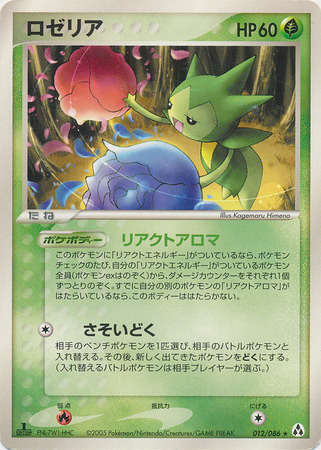 ロゼリア HP60
たね
Illus. Kagemaru Himeno
ポケボディー リアクトアロマ
このポケモンに「リアクトエネルギー」がついているなら、ポケモン
チェックのたび、自分の「リアクトエネルギー」がついているポケモン
全員（ポケモンexはのぞく）から、ダメージカウンターをそれぞれ1個
ずつとりのぞく。すでに自分の別のポケモンの「リアクトアロマ」が
はたらいているなら、このボディーははたらかない。
さそいどく
相手のベンチポケモンを1匹選び、相手のバトルポケモン
と入れ替える。その後、新しく出てきたポケモンをどくにする。
（入れ替えるバトルポケモンは相手プレイヤーが選ぶ。）
弱点 抵抗力 にげる
1 EDITION FNL-7W1-HHC ©2005 Pokémon/Nintendo/Creatures/GAME FREAK 012/086 ★